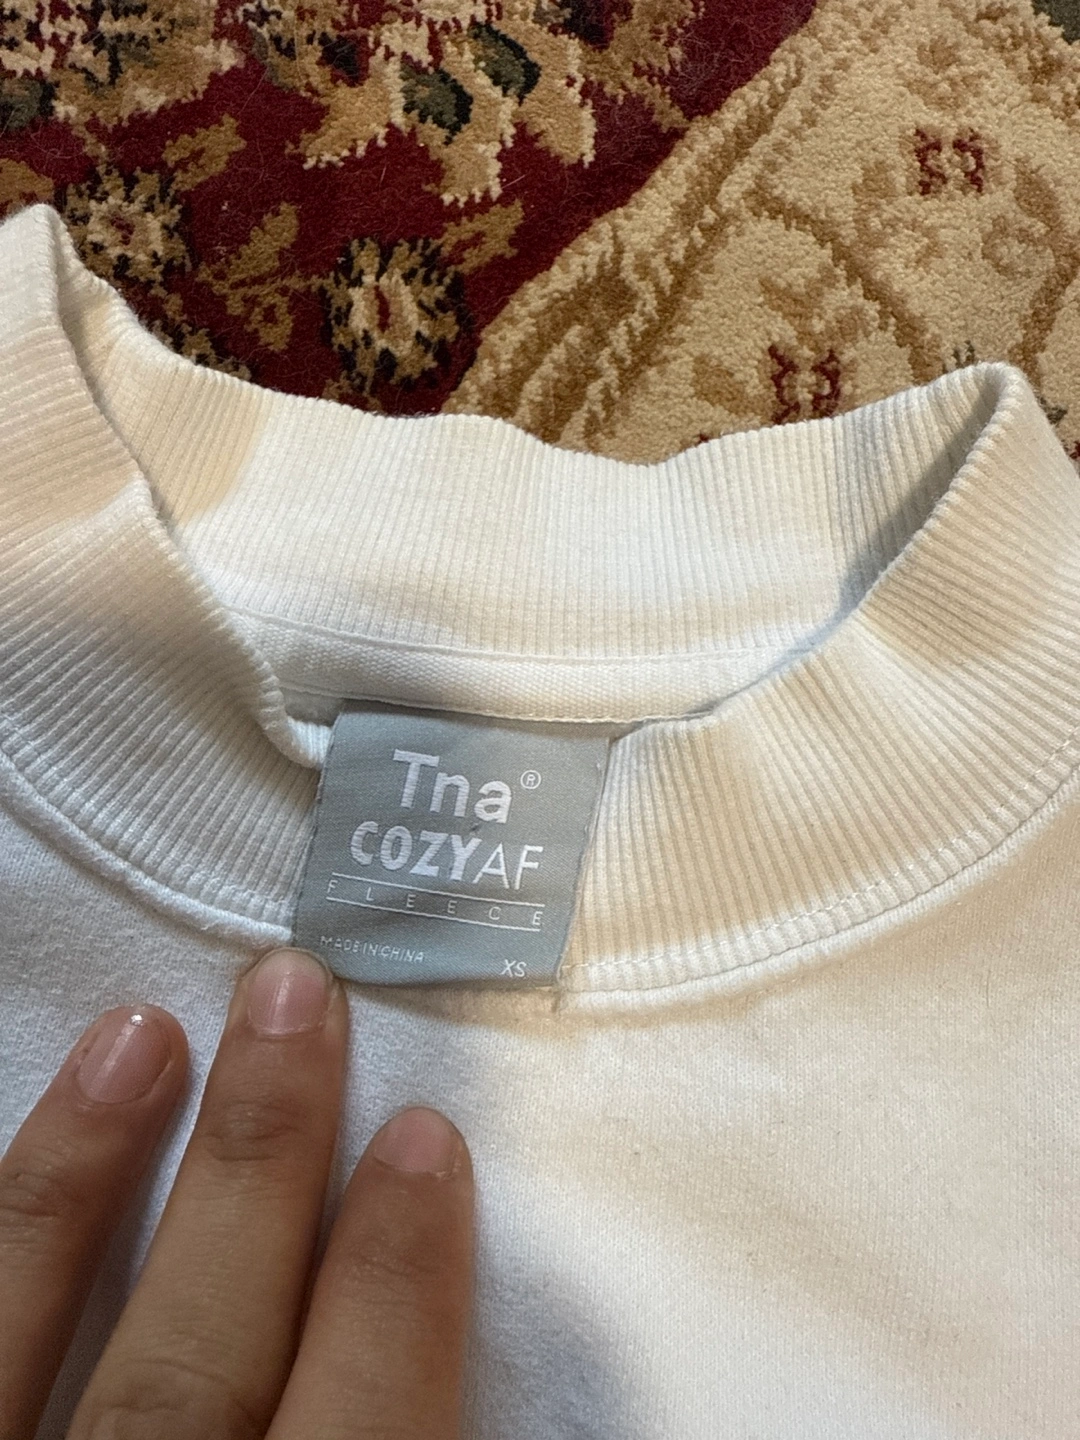 Tna®
COZYAF
FLEECE
MADE IN CHINA
XS